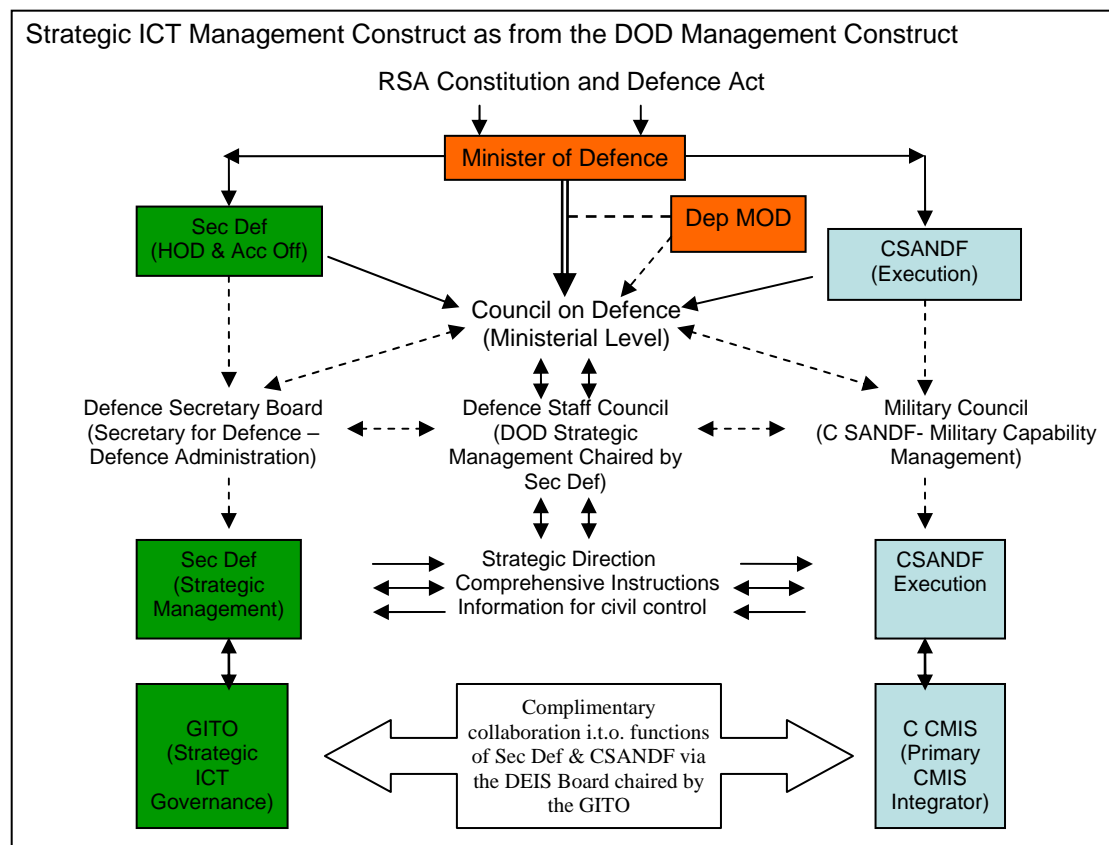 Strategic ICT Management Construct as from the DOD Management Construct
RSA Constitution and Defence Act
Minister of Defence
Sec Def
(HOD & Acc Off)
Dep MOD
CSANDF
(Execution)
Council on Defence
(Ministerial Level)
Defence Secretary Board
(Secretary for Defence –
Defence Administration)
Defence Staff Council
(DOD Strategic
Management Chaired by
Sec Def)
Military Council
(C SANDF- Military Capability
Management)
Sec Def
(Strategic
Management)
Strategic Direction
Comprehensive Instructions
Information for civil control
CSANDF
Execution
GITO
(Strategic
ICT
Governance)
Complimentary
collaboration i.t.o. functions
of Sec Def & CSANDF via
the DEIS Board chaired by
the GITO
C CMIS
(Primary
CMIS
Integrator)